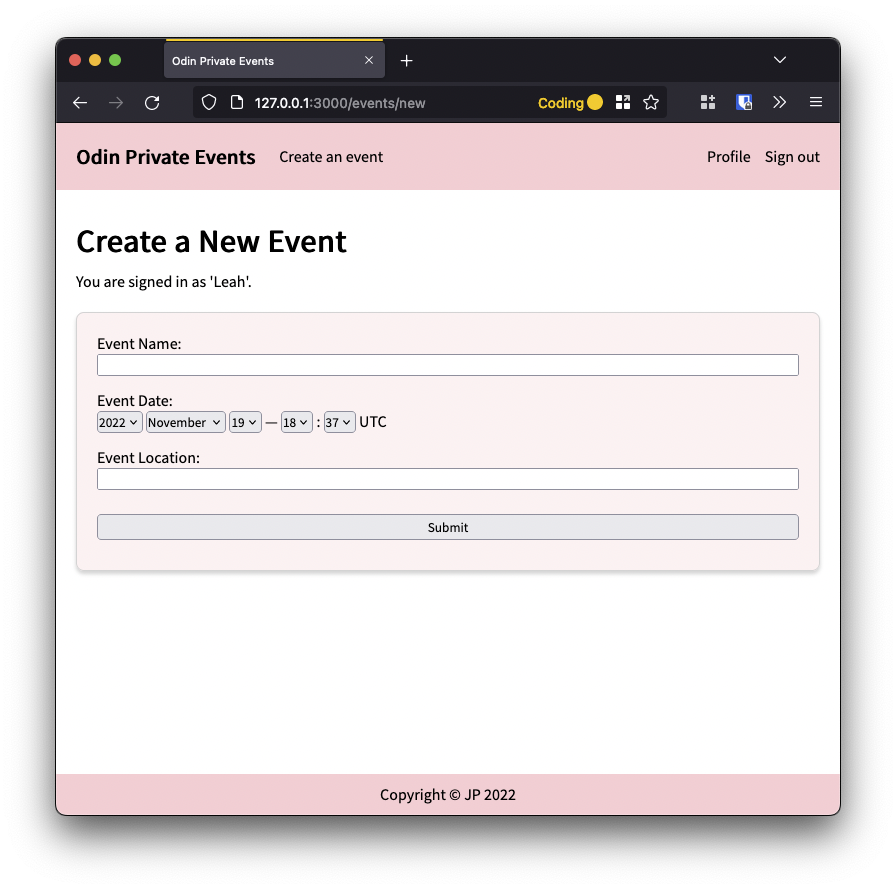 Odin Private Events
127.0.0.1:3000/events/new Coding
Odin Private Events Create an event Profile Sign out
Create a New Event
You are signed in as 'Leah'.
Event Name:
Event Date:
2022 November 19 — 18 : 37 UTC
Event Location:
Submit
Copyright © JP 2022